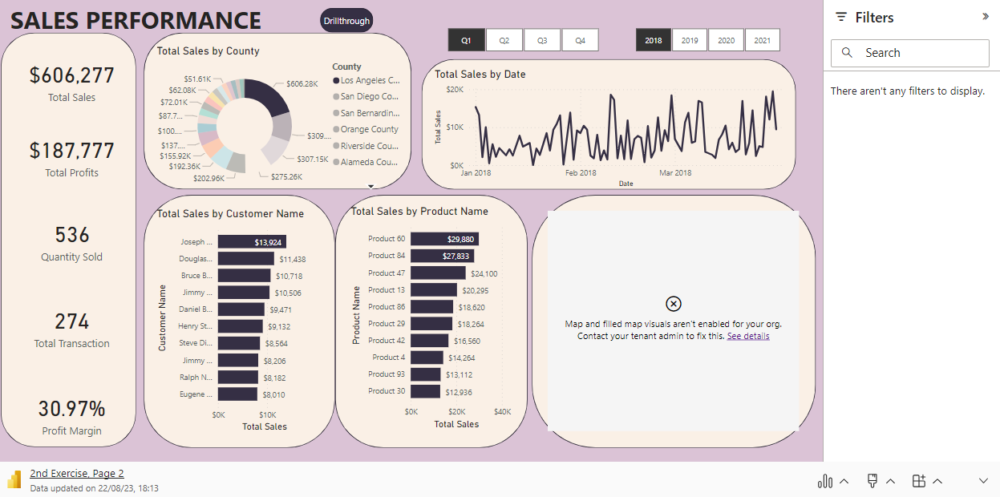 SALES PERFORMANCE
Drillthrough
Q1
Q2
Q3
Q4
2018
2019
2020
2021
$606,277
Total Sales
$187,777
Total Profits
536
Quantity Sold
274
Total Transaction
30.97%
Profit Margin
Total Sales by County
$606.28K
$309....
$307.15K
$275.26K
$202.96K
$192.36K
$155.92K
$137....
$100....
$87.7...
$72.01K
$62.08K
$51.61K
County
Los Angeles C...
San Diego Co...
San Bernardin...
Orange County
Riverside Cou...
Alameda Cou...
Total Sales by Date
Total Sales
$20K
$10K
$0K
Jan 2018
Feb 2018
Mar 2018
Date
Total Sales by Customer Name
Customer Name
Joseph ...
$13,924
Douglas...
$11,438
Bruce B...
$10,718
Jimmy ...
$10,506
Daniel B...
$9,471
Henry St...
$9,132
Steve Di...
$8,564
Jimmy ...
$8,206
Ralph N...
$8,182
Eugene ...
$8,010
$0K
$10K
Total Sales
Total Sales by Product Name
Product Name
Product 60
$29,880
Product 84
$27,833
Product 47
$24,100
Product 13
$20,295
Product 86
$18,620
Product 29
$18,264
Product 42
$16,560
Product 4
$14,264
Product 93
$13,112
Product 30
$12,936
$0K
$20K
$40K
Total Sales
Map and filled map visuals aren't enabled for your org.
Contact your tenant admin to fix this. See details
Filters
Search
There aren't any filters to display.
2nd Exercise, Page 2
Data updated on 22/08/23, 18:13